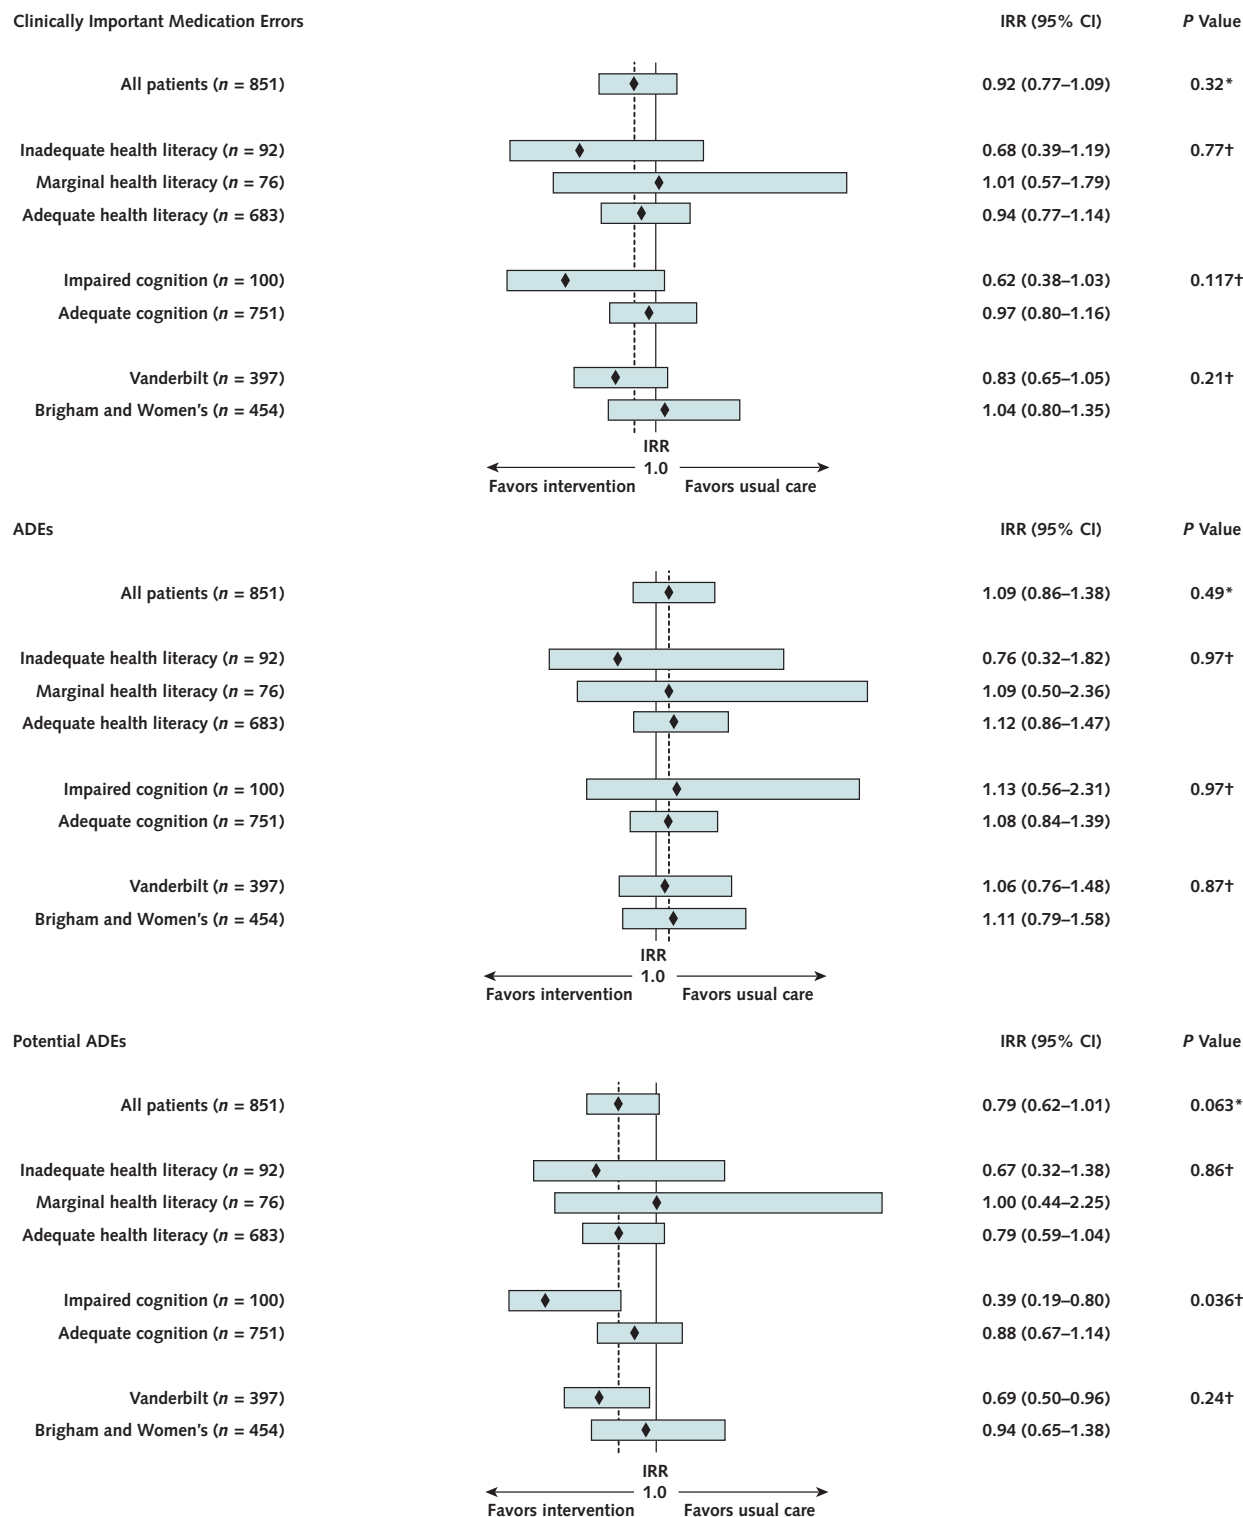 Clinically Important Medication Errors IRR (95% CI) P Value
All patients (n = 851) 0.92 (0.77–1.09) 0.32*
Inadequate health literacy (n = 92) 0.68 (0.39–1.19) 0.77†
Marginal health literacy (n = 76) 1.01 (0.57–1.79)
Adequate health literacy (n = 683) 0.94 (0.77–1.14)
Impaired cognition (n = 100) 0.62 (0.38–1.03) 0.117†
Adequate cognition (n = 751) 0.97 (0.80–1.16)
Vanderbilt (n = 397) 0.83 (0.65–1.05) 0.21†
Brigham and Women's (n = 454) 1.04 (0.80–1.35)
IRR
1.0
Favors intervention Favors usual care
ADEs IRR (95% CI) P Value
All patients (n = 851) 1.09 (0.86–1.38) 0.49*
Inadequate health literacy (n = 92) 0.76 (0.32–1.82) 0.97†
Marginal health literacy (n = 76) 1.09 (0.50–2.36)
Adequate health literacy (n = 683) 1.12 (0.86–1.47)
Impaired cognition (n = 100) 1.13 (0.56–2.31) 0.97†
Adequate cognition (n = 751) 1.08 (0.84–1.39)
Vanderbilt (n = 397) 1.06 (0.76–1.48) 0.87†
Brigham and Women's (n = 454) 1.11 (0.79–1.58)
IRR
1.0
Favors intervention Favors usual care
Potential ADEs IRR (95% CI) P Value
All patients (n = 851) 0.79 (0.62–1.01) 0.063*
Inadequate health literacy (n = 92) 0.67 (0.32–1.38) 0.86†
Marginal health literacy (n = 76) 1.00 (0.44–2.25)
Adequate health literacy (n = 683) 0.79 (0.59–1.04)
Impaired cognition (n = 100) 0.39 (0.19–0.80) 0.036†
Adequate cognition (n = 751) 0.88 (0.67–1.14)
Vanderbilt (n = 397) 0.69 (0.50–0.96) 0.24†
Brigham and Women's (n = 454) 0.94 (0.65–1.38)
IRR
1.0
Favors intervention Favors usual care